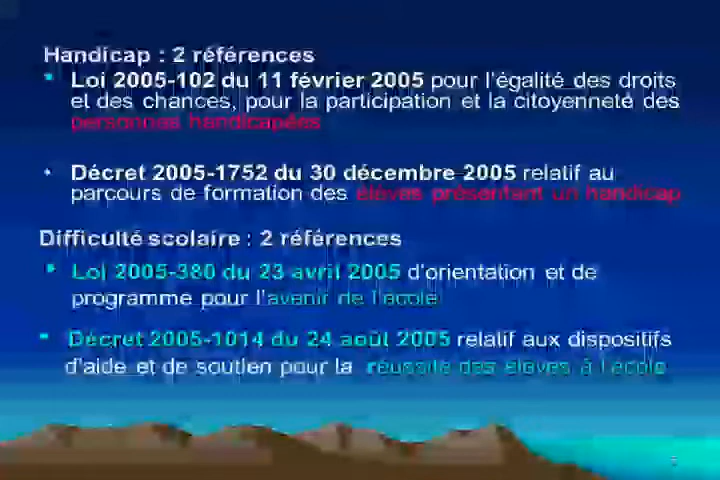 Handicap : 2 références
• Loi 2005-102 du 11 février 2005 pour l'égalité des droits
et des chances, pour la participation et la citoyenneté des
personnes handicapées
• Décret 2005-1752 du 30 décembre 2005 relatif au
parcours de formation des élèves présentant un handicap
Difficulté scolaire : 2 références
• Loi 2005-380 du 23 avril 2005 d'orientation et de
programme pour l'avenir de l'école
• Décret 2005-1014 du 24 août 2005 relatif aux dispositifs
d'aide et de soutien pour la réussite des élèves à l'école